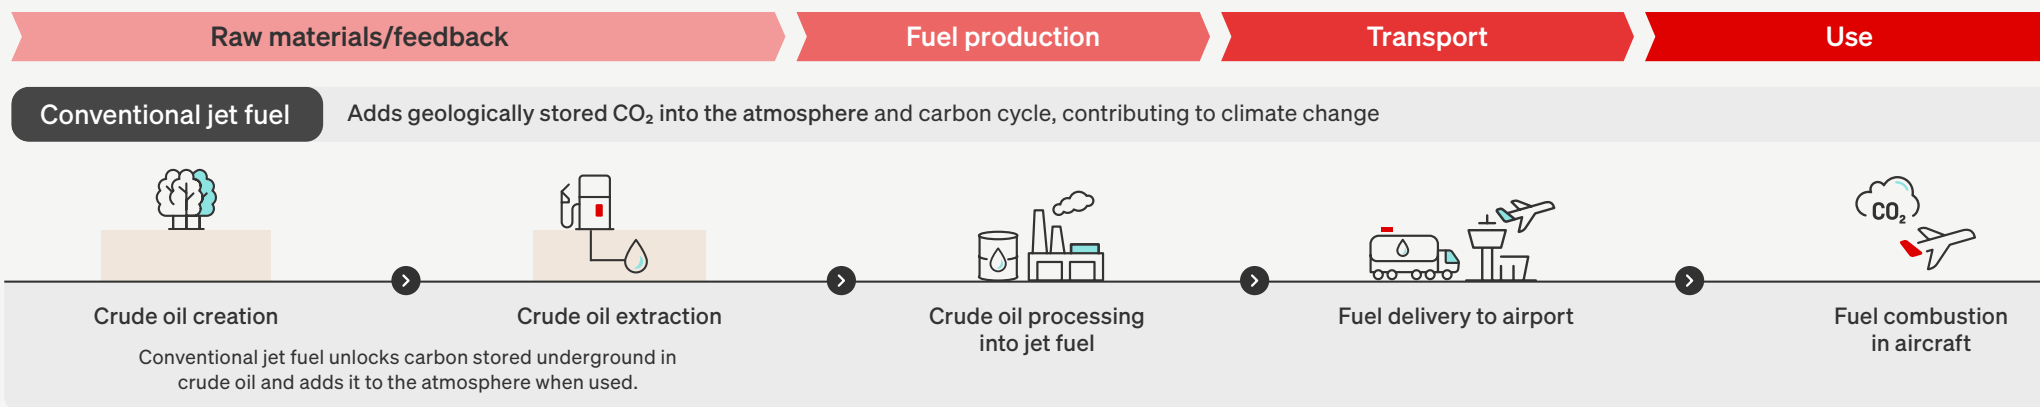 Raw materials/feedback
Fuel production
Transport
Use
Conventional jet fuel
Adds geologically stored CO₂ into the atmosphere and carbon cycle, contributing to climate change
CO₂
Crude oil creation
Crude oil extraction
Crude oil processing
into jet fuel
Fuel delivery to airport
Fuel combustion
in aircraft
Conventional jet fuel unlocks carbon stored underground in
crude oil and adds it to the atmosphere when used.